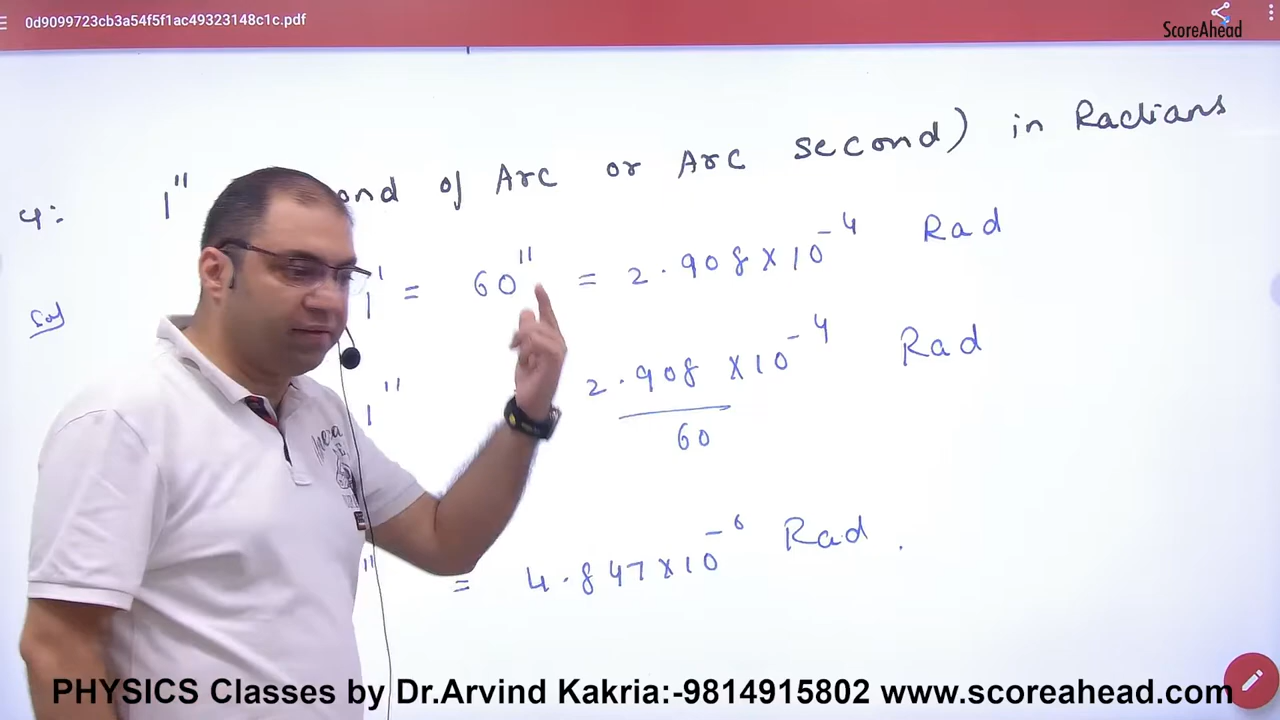 0d9099723cb3a54f5f1ac49323148c1c.pdf
ScoreAhead
4: 1" ond of Arc or Arc second) in Radians
Sol 1' = 60" = 2.908 × 10⁻⁴ Rad
1" 2.908 × 10⁻⁴ Rad
60
" = 4.847 × 10⁻⁶ Rad.
PHYSICS Classes by Dr.Arvind Kakria:-9814915802 www.scoreahead.com